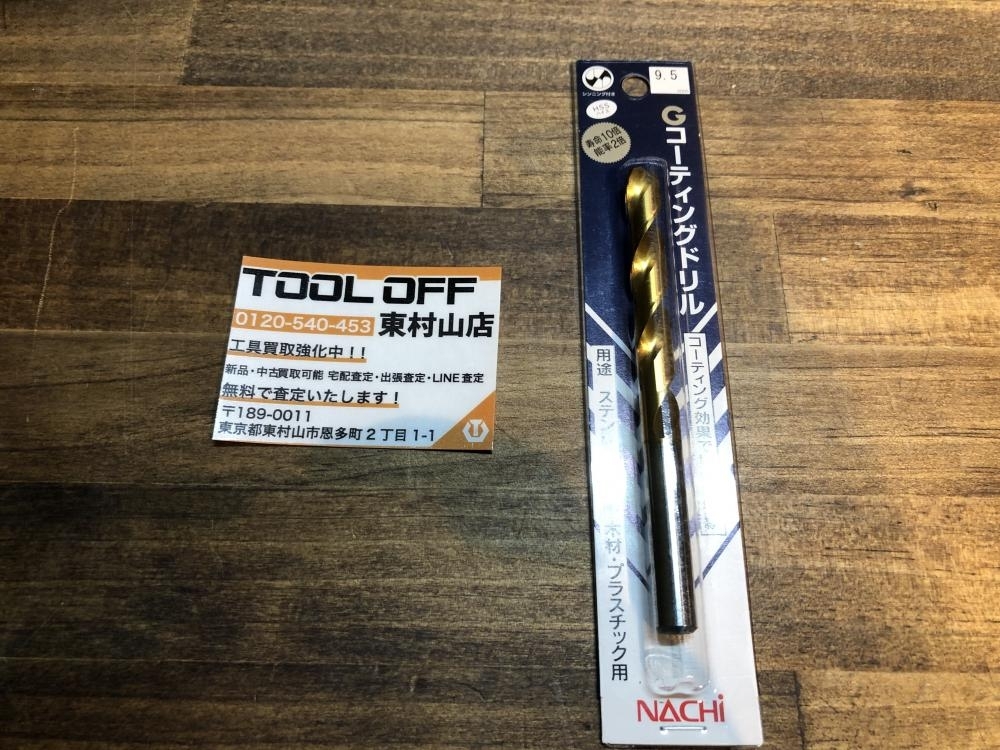 TOOL OFF
0120-540-453 東村山店
工具買取強化中!!
新品・中古買取可能 宅配査定・出張査定・LINE査定
無料で査定いたします!
〒189-0011
東京都東村山市恩多町2丁目1-1
シンニング付き
9.5
HSS
寿命10倍
能率2倍
Gコーティングドリル
コーティング効果で
用途 ステン
木材・プラスチック用
NACHi